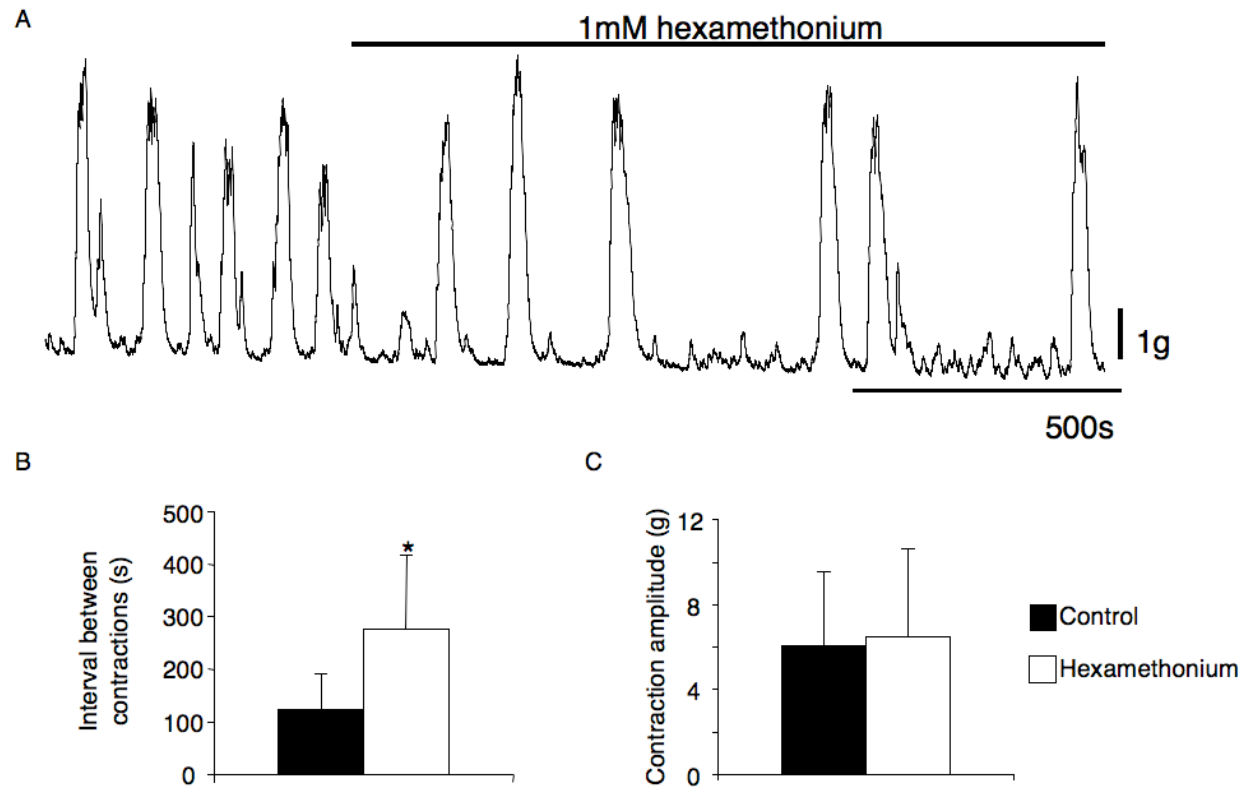 A
1mM hexamethonium
1g
500s
B
Interval between
contractions (s)
500
400
300
200
100
0
*
C
Contraction amplitude (g)
12
8
4
0
Control
Hexamethonium